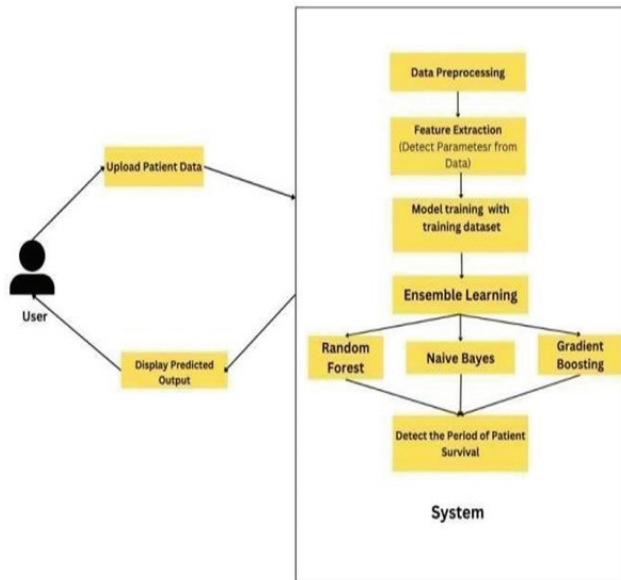 Upload Patient Data
User
Display Predicted
Output
Data Preprocessing
Feature Extraction
(Detect Parametesr from
Data)
Model training with
training dataset
Ensemble Learning
Random
Forest
Naive Bayes
Gradient
Boosting
Detect the Period of Patient
Survival
System